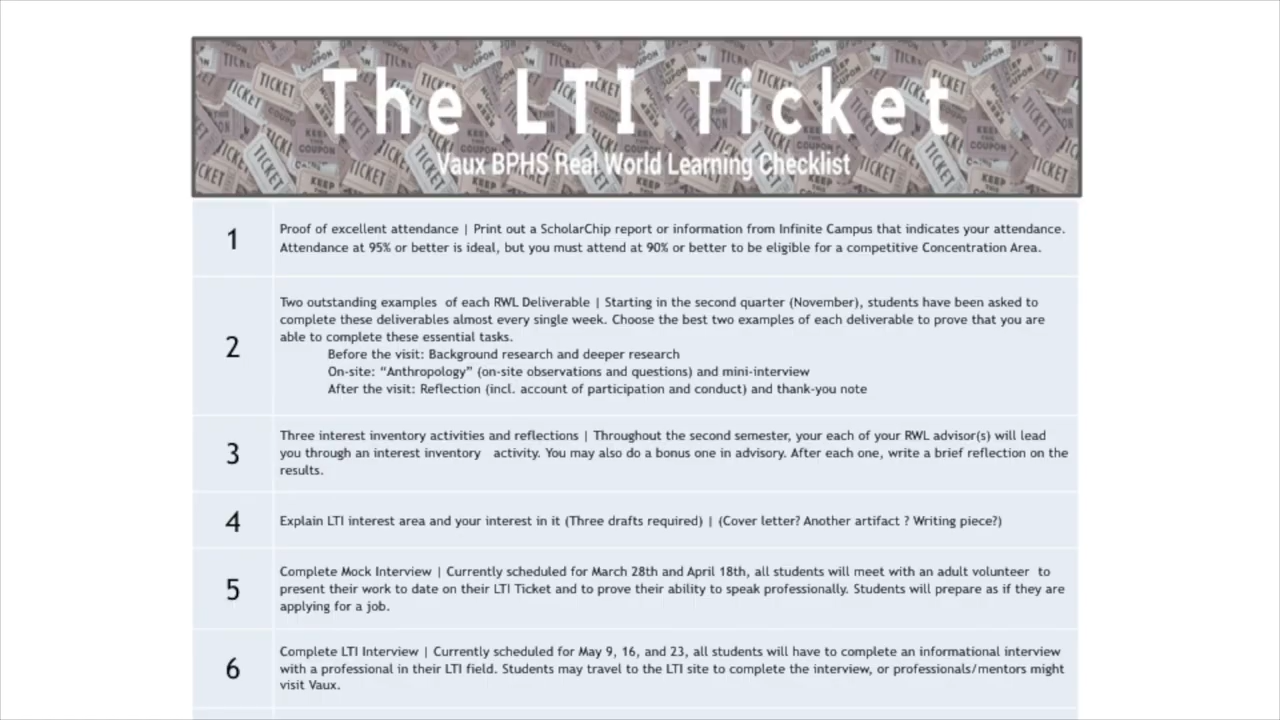 The LTI Ticket
Vaux BPHS Real World Learning Checklist
1
Proof of excellent attendance | Print out a ScholarChip report or information from Infinite Campus that indicates your attendance.
Attendance at 95% or better is ideal, but you must attend at 90% or better to be eligible for a competitive Concentration Area.
2
Two outstanding examples of each RWL Deliverable | Starting in the second quarter (November), students have been asked to
complete these deliverables almost every single week. Choose the best two examples of each deliverable to prove that you are
able to complete these essential tasks.
Before the visit: Background research and deeper research
On-site: “Anthropology” (on-site observations and questions) and mini-interview
After the visit: Reflection (incl. account of participation and conduct) and thank-you note
3
Three interest inventory activities and reflections | Throughout the second semester, your each of your RWL advisor(s) will lead
you through an interest inventory activity. You may also do a bonus one in advisory. After each one, write a brief reflection on the
results.
4
Explain LTI interest area and your interest in it (Three drafts required) | (Cover letter? Another artifact ? Writing piece?)
5
Complete Mock Interview | Currently scheduled for March 28th and April 18th, all students will meet with an adult volunteer to
present their work to date on their LTI Ticket and to prove their ability to speak professionally. Students will prepare as if they are
applying for a job.
6
Complete LTI Interview | Currently scheduled for May 9, 16, and 23, all students will have to complete an informational interview
with a professional in their LTI field. Students may travel to the LTI site to complete the interview, or professionals/mentors might
visit Vaux.